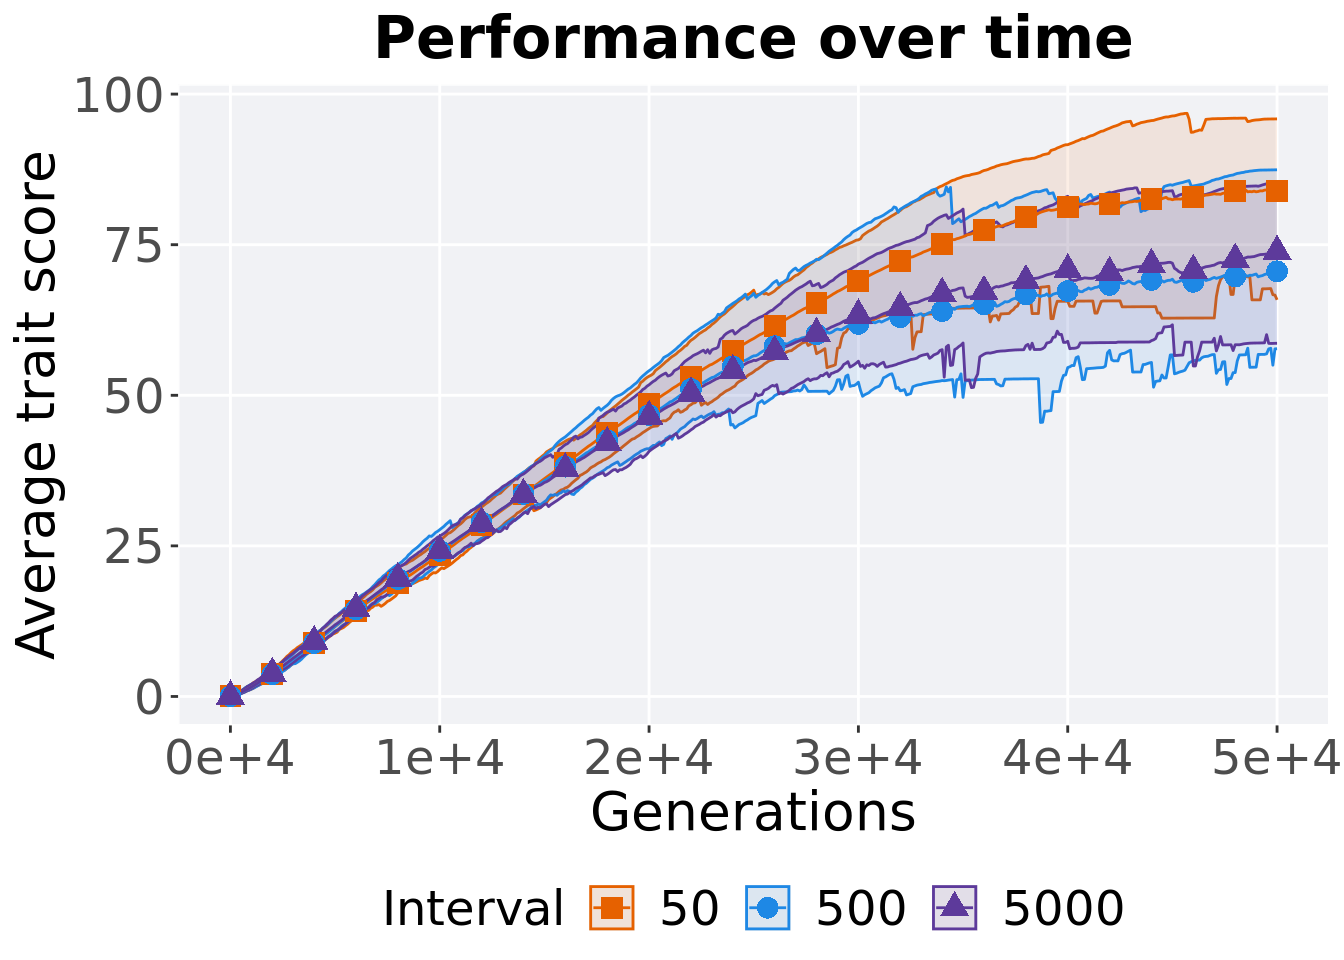 Performance over time
Average trait score
100
75
50
25
0
0e+4 1e+4 2e+4 3e+4 4e+4 5e+4
Generations
Interval 50 500 5000